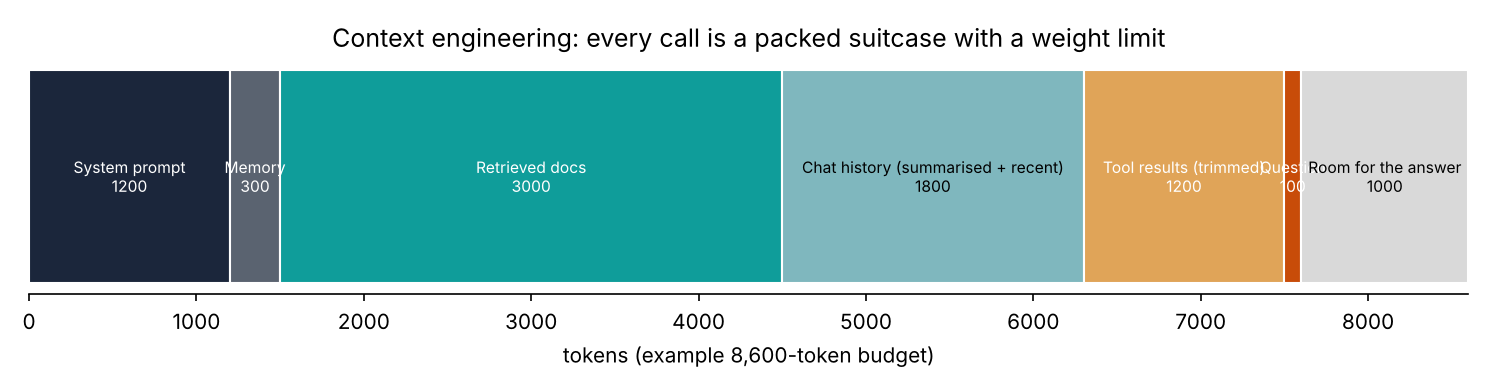 Context engineering: every call is a packed suitcase with a weight limit
System prompt
1200
Memory
300
Retrieved docs
3000
Chat history (summarised + recent)
1800
Tool results (trimmed)
1200
100
Room for the answer
1000
0 1000 2000 3000 4000 5000 6000 7000 8000
tokens (example 8,600-token budget)